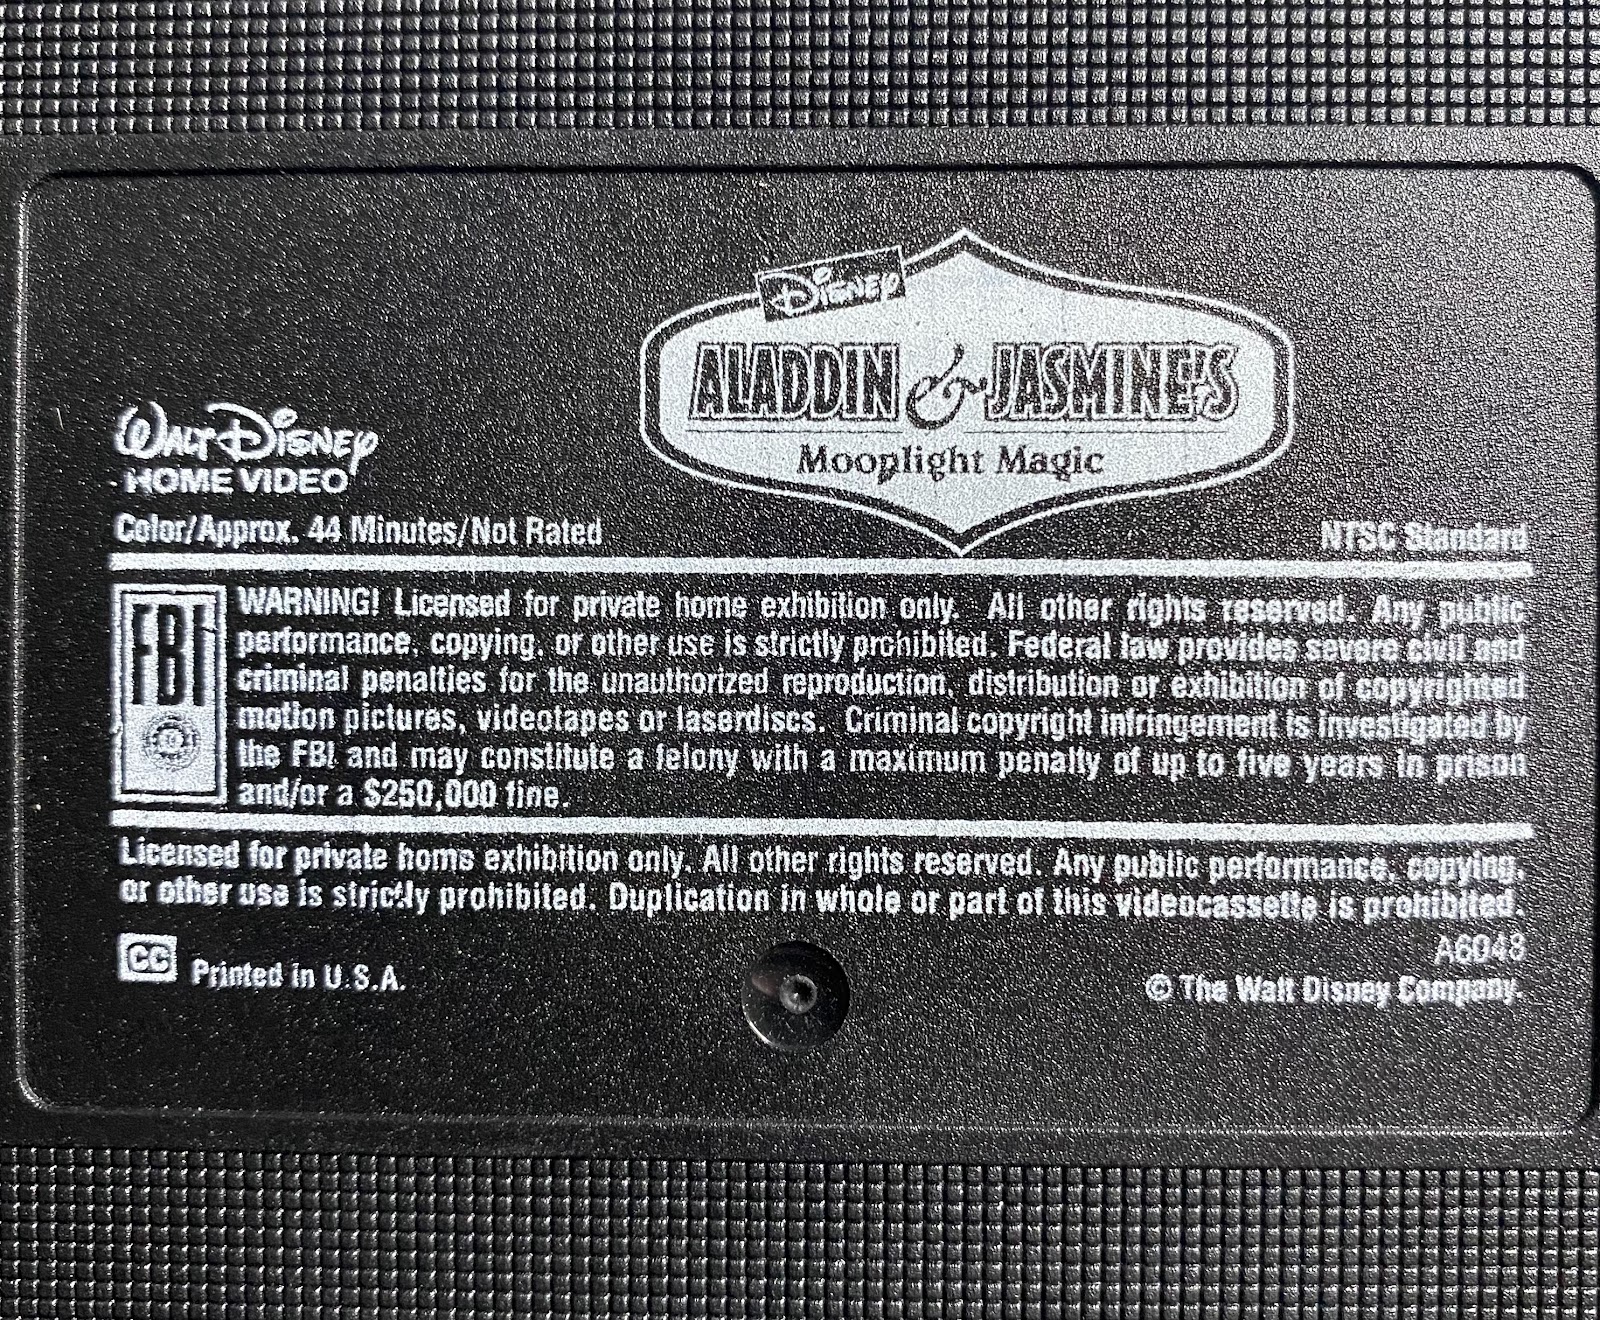 Disney
ALADDIN & JASMINE'S
Moonlight Magic
WALT DISNEY
HOME VIDEO
Color/Approx. 44 Minutes/Not Rated
NTSC Standard
FBI
WARNING! Licensed for private home exhibition only. All other rights reserved. Any public
performance, copying, or other use is strictly prohibited. Federal law provides severe civil and
criminal penalties for the unauthorized reproduction, distribution or exhibition of copyrighted
motion pictures, videotapes or laserdiscs. Criminal copyright infringement is investigated by
the FBI and may constitute a felony with a maximum penalty of up to five years in prison
and/or a $250,000 fine.
Licensed for private home exhibition only. All other rights reserved. Any public performance, copying,
or other use is strictly prohibited. Duplication in whole or part of this videocassette is prohibited.
CC Printed in U.S.A.
A6048
© The Walt Disney Company.